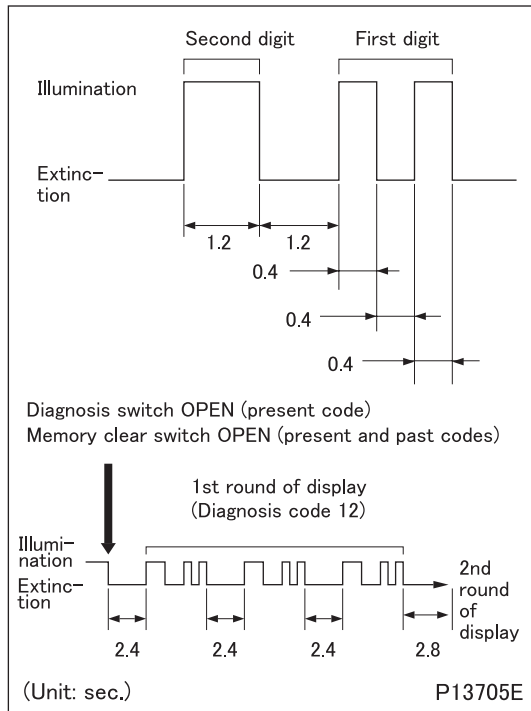 Second digit First digit
Illumination
Extinc-
tion
1.2 1.2
0.4
0.4
0.4
Diagnosis switch OPEN (present code)
Memory clear switch OPEN (present and past codes)
1st round of display
(Diagnosis code 12)
Illumi-
nation
Extinction
2nd
round
of
display
2.4 2.4 2.4 2.8
(Unit: sec.) P13705E